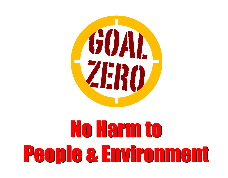 GOAL
ZERO
No Harm to
People & Environment